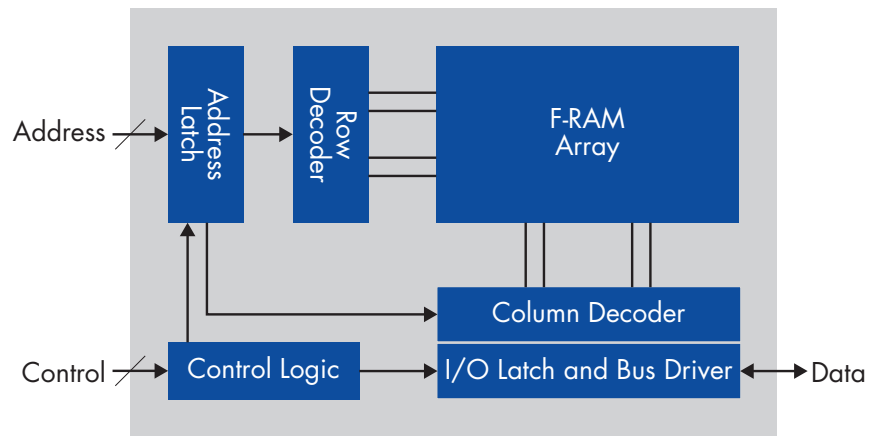 Address
Address
Latch
Row
Decoder
F-RAM
Array
Column Decoder
Control
Control Logic
I/O Latch and Bus Driver
Data